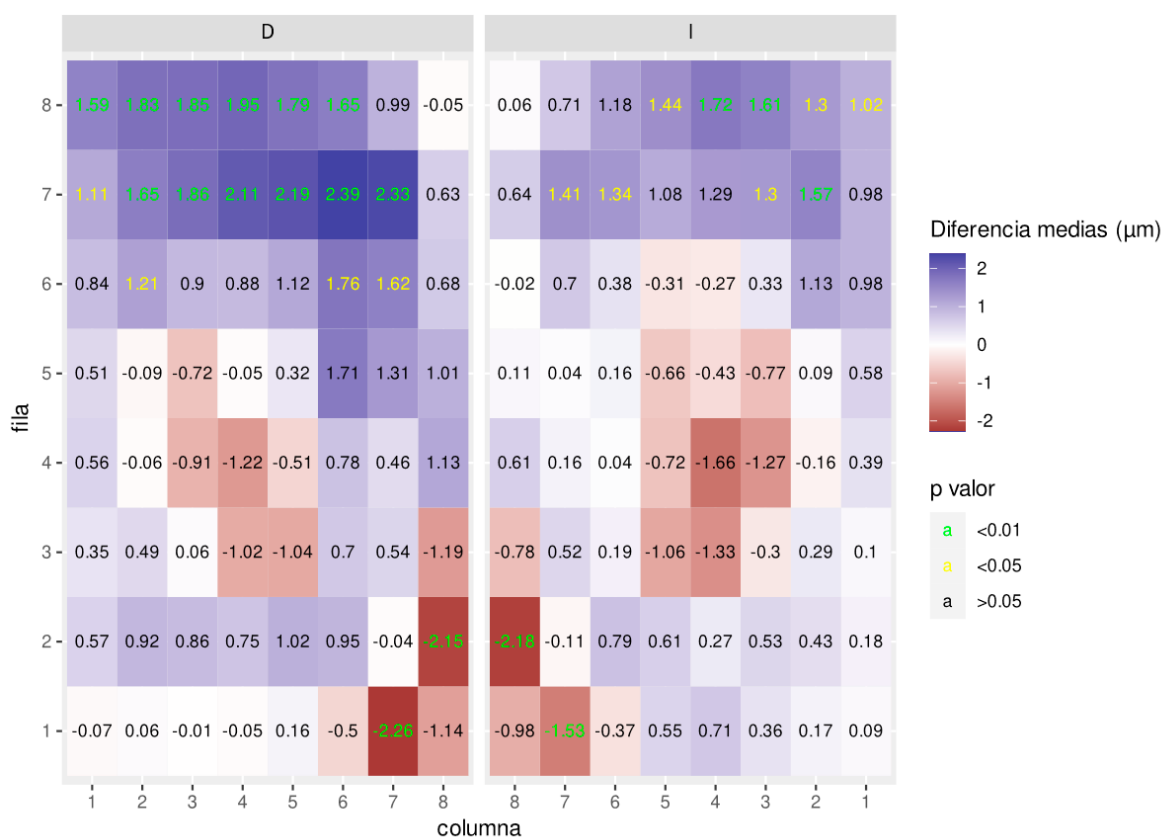 D I
8 1.59 1.83 1.85 1.95 1.79 1.65 0.99 -0.05 0.06 0.71 1.18 1.44 1.72 1.61 1.3 1.02
7 1.11 1.65 1.86 2.11 2.19 2.39 2.33 0.63 0.64 1.41 1.34 1.08 1.29 1.3 1.57 0.98
6 0.84 1.21 0.9 0.88 1.12 1.76 1.62 0.68 -0.02 0.7 0.38 -0.31 -0.27 0.33 1.13 0.98
5 0.51 -0.09 -0.72 -0.05 0.32 1.71 1.31 1.01 0.11 0.04 0.16 -0.66 -0.43 -0.77 0.09 0.58
4 0.56 -0.06 -0.91 -1.22 -0.51 0.78 0.46 1.13 0.61 0.16 0.04 -0.72 -1.66 -1.27 -0.16 0.39
3 0.35 0.49 0.06 -1.02 -1.04 0.7 0.54 -1.19 -0.78 0.52 0.19 -1.06 -1.33 -0.3 0.29 0.1
2 0.57 0.92 0.86 0.75 1.02 0.95 -0.04 -2.15 -2.18 -0.11 0.79 0.61 0.27 0.53 0.43 0.18
1 -0.07 0.06 -0.01 -0.05 0.16 -0.5 -2.26 -1.14 -0.98 -1.53 -0.37 0.55 0.71 0.36 0.17 0.09
1 2 3 4 5 6 7 8 8 7 6 5 4 3 2 1
fila
columna
Diferencia medias (μm)
2
1
0
-1
-2
p valor
a <0.01
a <0.05
a >0.05